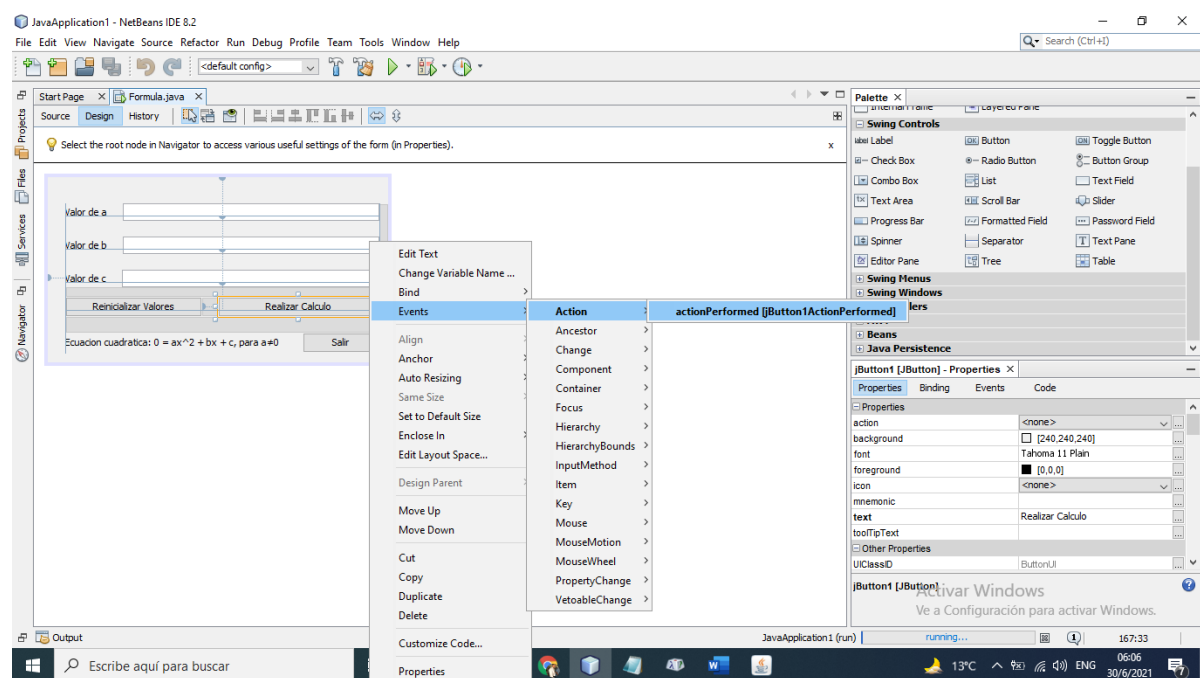 JavaApplication1 - NetBeans IDE 8.2
File Edit View Navigate Source Refactor Run Debug Profile Team Tools Window Help
Search (Ctrl+I)
<default config>
Start Page
Formula.java
Source Design History
Select the root node in Navigator to access various useful settings of the form (in Properties).
x
Projects
Files
Services
Navigator
Valor de a
Valor de b
Valor de c
Reinicializar Valores
Realizar Calculo
Ecuacion cuadratica: 0 = ax^2 + bx + c, para a≠0
Salir
Edit Text
Change Variable Name ...
Bind
Events
Align
Anchor
Auto Resizing
Same Size
Set to Default Size
Enclose In
Edit Layout Space...
Design Parent
Move Up
Move Down
Cut
Copy
Duplicate
Delete
Customize Code...
Properties
Action
Ancestor
Change
Component
Container
Focus
Hierarchy
HierarchyBounds
InputMethod
Item
Key
Mouse
MouseMotion
MouseWheel
PropertyChange
VetoableChange
actionPerformed [jButton1ActionPerformed]
Palette
Swing Controls
label Label
OK Button
ON Toggle Button
Check Box
Radio Button
Button Group
Combo Box
List
Text Field
Text Area
Scroll Bar
Slider
Progress Bar
Formatted Field
Password Field
Spinner
Separator
Text Pane
Editor Pane
Tree
Table
Swing Menus
Swing Windows
lers
Beans
Java Persistence
jButton1 [JButton] - Properties
Properties Binding Events Code
Properties
action <none>
background [240,240,240]
font Tahoma 11 Plain
foreground [0,0,0]
icon <none>
mnemonic
text Realizar Calculo
toolTipText
Other Properties
UIClassID ButtonUI
jButton1 [JButton]
Activar Windows
Ve a Configuración para activar Windows.
Output
JavaApplication1 (run)
running...
1
167:33
Escribe aquí para buscar
13°C
ENG
06:06
30/6/2021
7